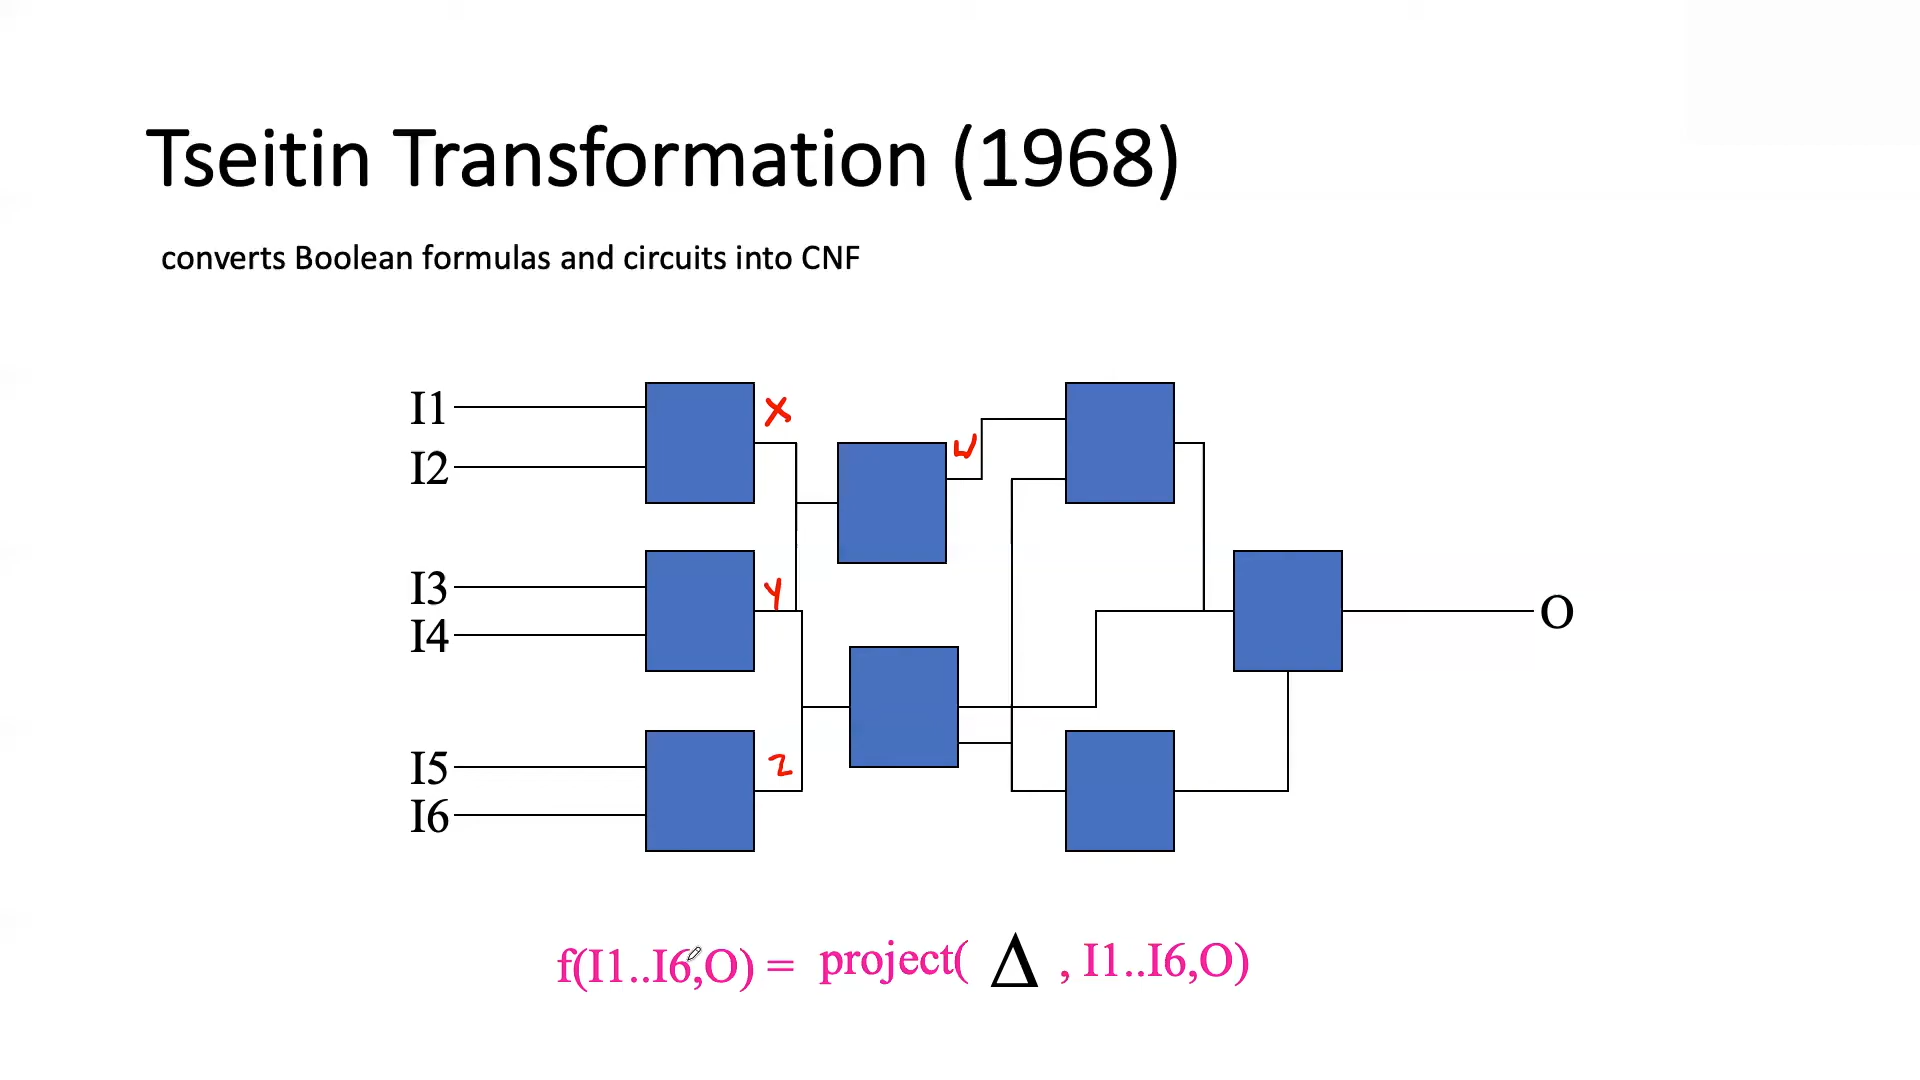 Tseitin Transformation (1968)
converts Boolean formulas and circuits into CNF
I1
X
I2
W
I3
Y
I4
O
I5
Z
I6
f(I1..I6,O) = project( Δ , I1..I6,O)